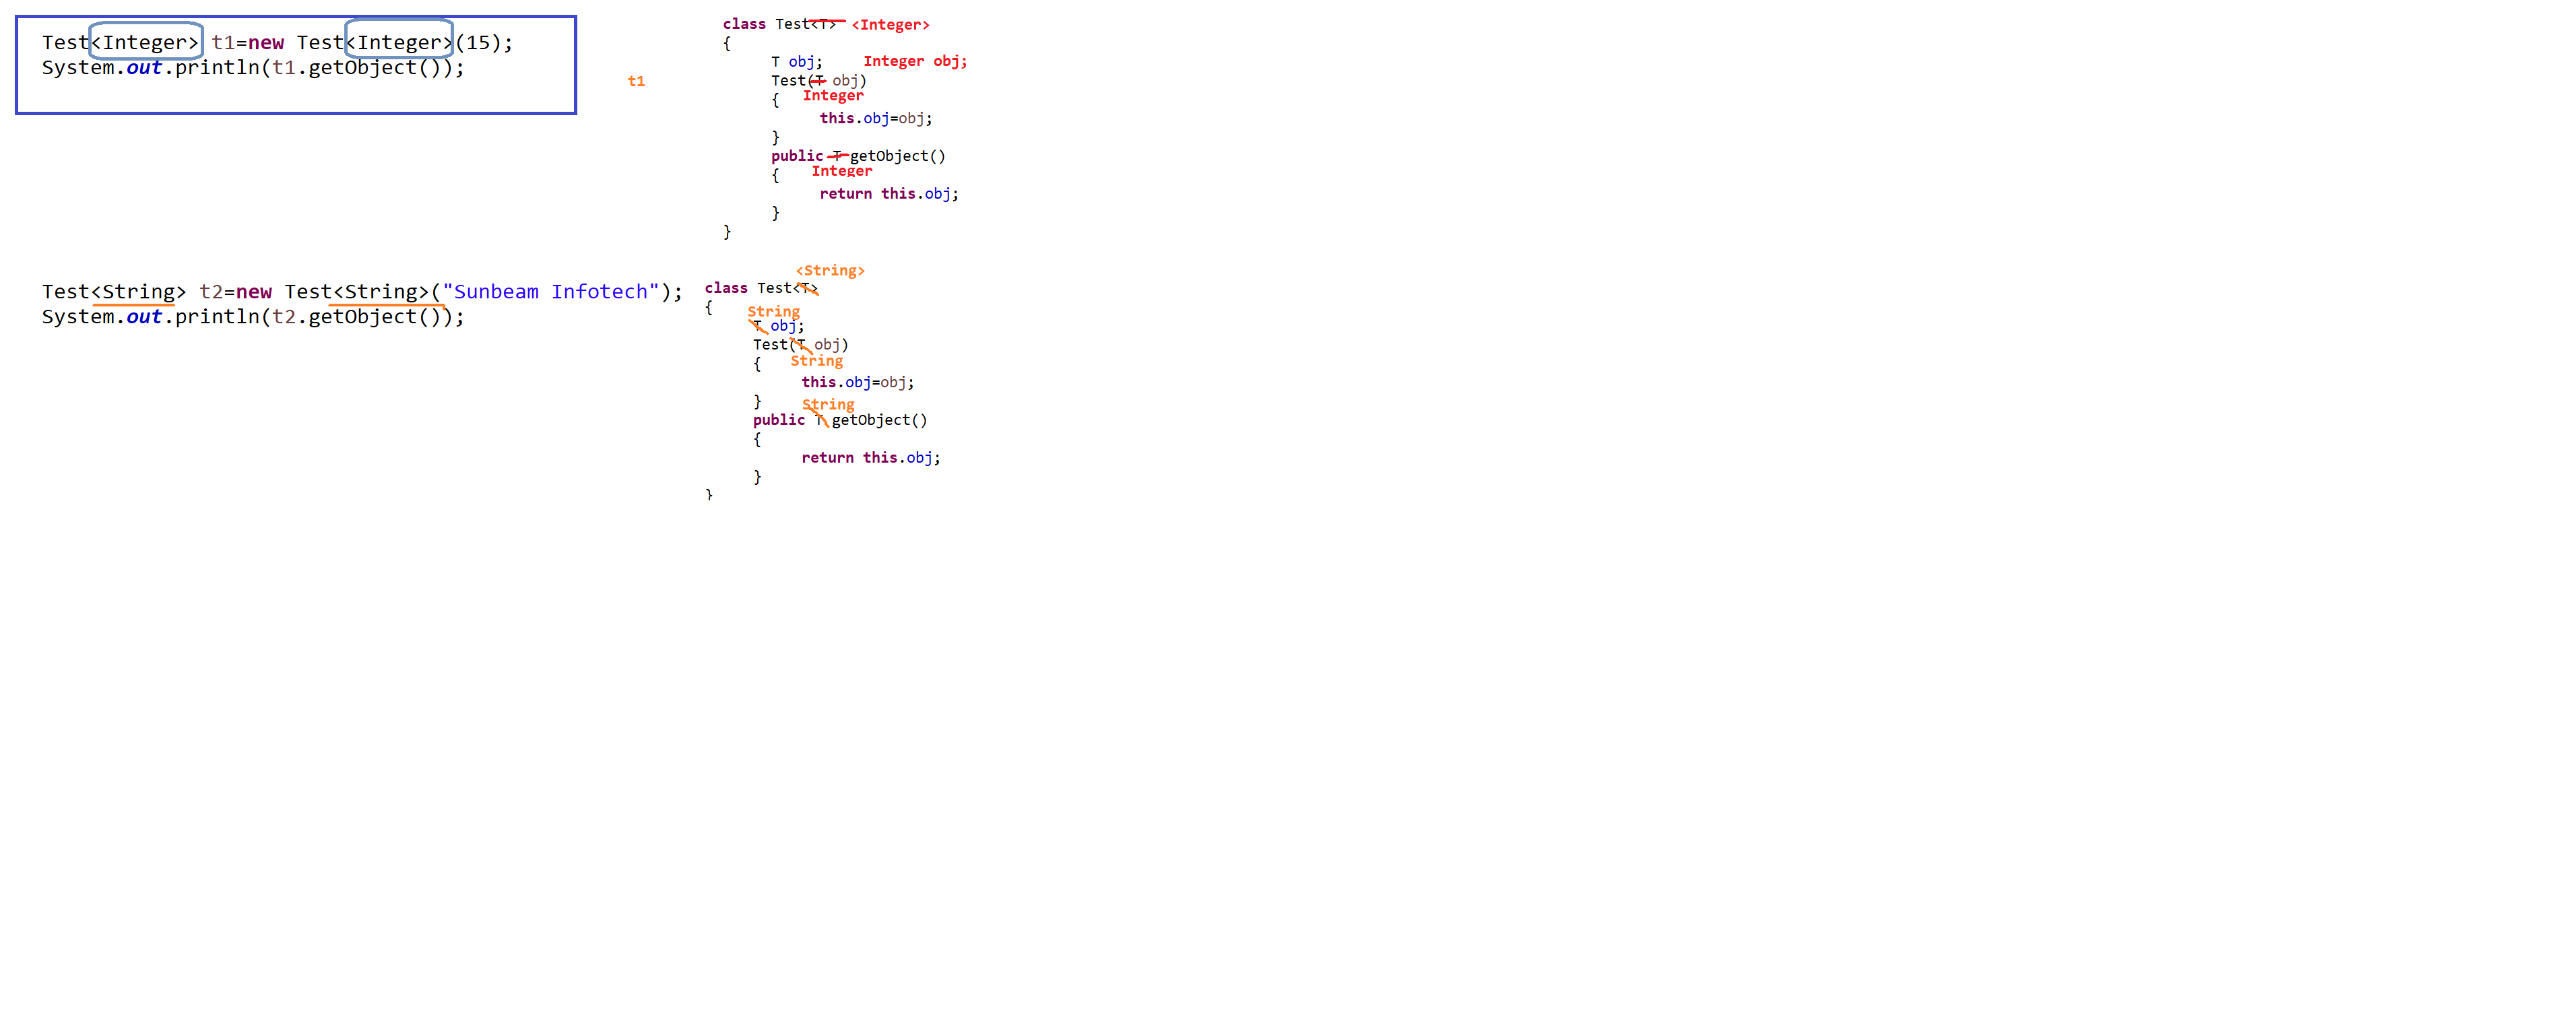 Test<Integer> t1=new Test<Integer>(15);
System.out.println(t1.getObject());
t1
class Test<T> <Integer>
{
T obj; Integer obj;
Test(T obj)
{ Integer
this.obj=obj;
}
public T getObject()
{ Integer
return this.obj;
}
}
Test<String> t2=new Test<String>("Sunbeam Infotech");
System.out.println(t2.getObject());
<String>
class Test<T>
{
String
T obj;
Test(T obj)
{ String
this.obj=obj;
}
String
public T getObject()
{
return this.obj;
}
}